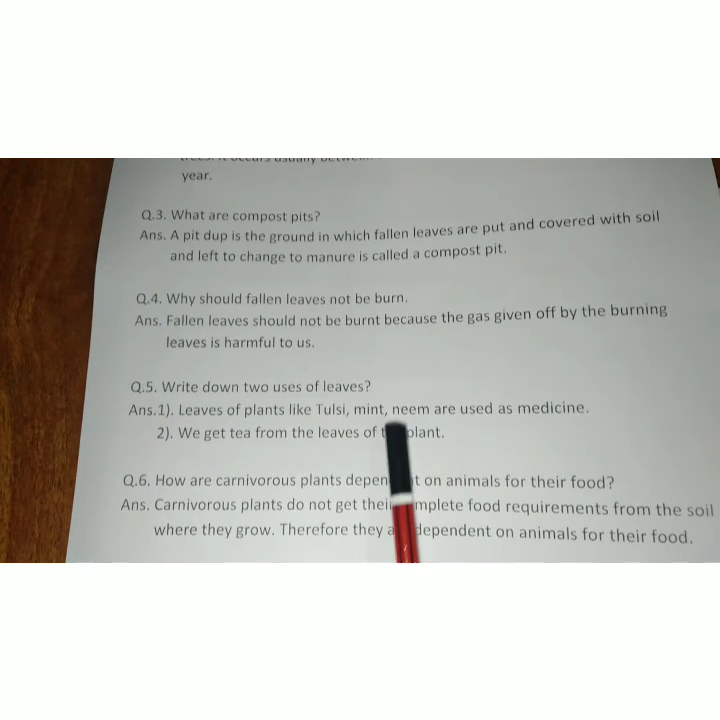 year.
Q.3. What are compost pits?
Ans. A pit dup is the ground in which fallen leaves are put and covered with soil
and left to change to manure is called a compost pit.
Q.4. Why should fallen leaves not be burn.
Ans. Fallen leaves should not be burnt because the gas given off by the burning
leaves is harmful to us.
Q.5. Write down two uses of leaves?
Ans.1). Leaves of plants like Tulsi, mint, neem are used as medicine.
2). We get tea from the leaves of plant.
Q.6. How are carnivorous plants on animals for their food?
Ans. Carnivorous plants do not get food requirements from the soil
where they grow. Therefore they dependent on animals for their food.